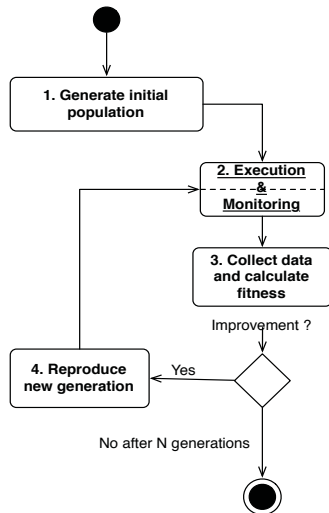 1. Generate initial
population
2. Execution
&
Monitoring
3. Collect data
and calculate
fitness
Improvement ?
4. Reproduce
new generation
Yes
No after N generations